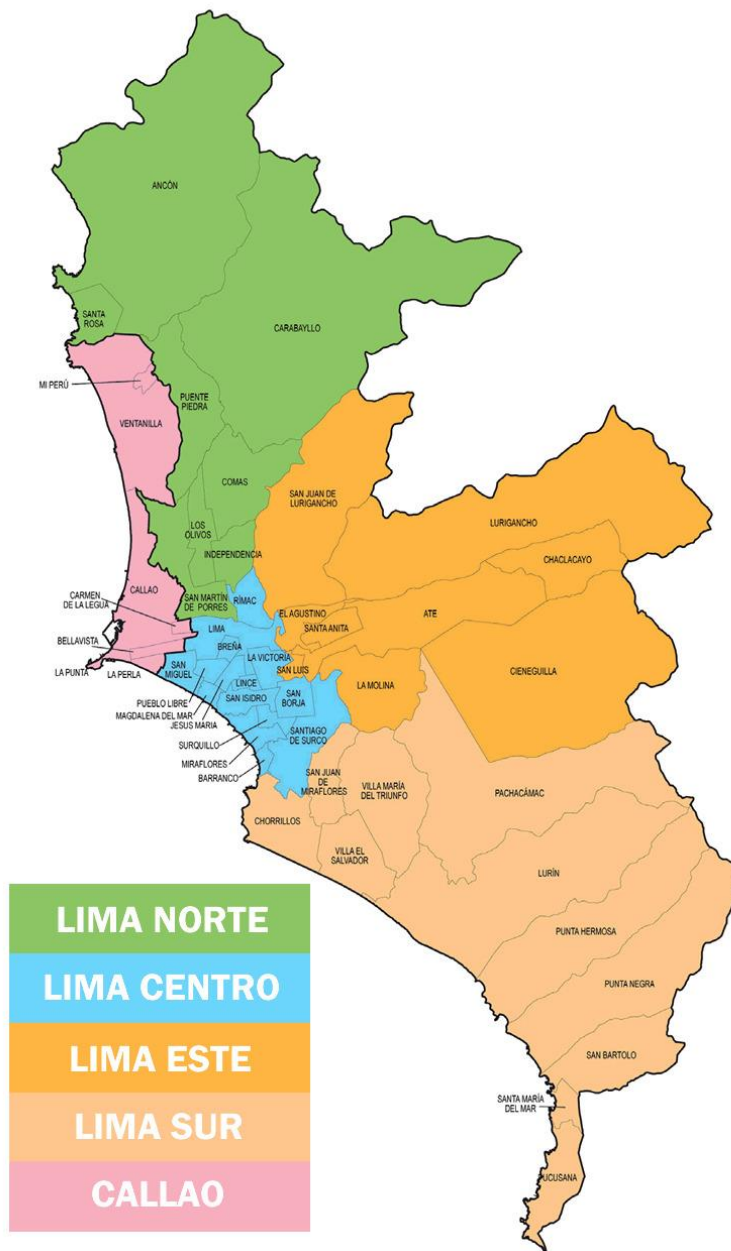 ANCÓN
SANTA
ROSA
CARABAYLLO
MI PERÚ
PUENTE
PIEDRA
VENTANILLA
COMAS
SAN JUAN DE
LURIGANCHO
LURIGANCHO
LOS
OLIVOS
INDEPENDENCIA
CHACLACAYO
CALLAO
CARMEN
DE LA LEGUA
SAN MARTÍN
DE PORRES
RÍMAC
EL AGUSTINO
SANTA ANITA
ATE
LIMA
BELLAVISTA
BREÑA
LA VICTORIA
LA PUNTA
LA PERLA
SAN
MIGUEL
SAN LUIS
CIENEGUILLA
LINCE
LA MOLINA
PUEBLO LIBRE
SAN ISIDRO
SAN
BORJA
MAGDALENA DEL MAR
JESUS MARIA
SURQUILLO
SANTIAGO
DE SURCO
MIRAFLORES
BARRANCO
SAN JUAN
DE
MIRAFLORES
VILLA MARÍA
DEL TRIUNFO
PACHACÁMAC
CHORRILLOS
VILLA EL
SALVADOR
LURÍN
PUNTA HERMOSA
PUNTA NEGRA
SAN BARTOLO
SANTA MARÍA
DEL MAR
PUCUSANA
LIMA NORTE
LIMA CENTRO
LIMA ESTE
LIMA SUR
CALLAO